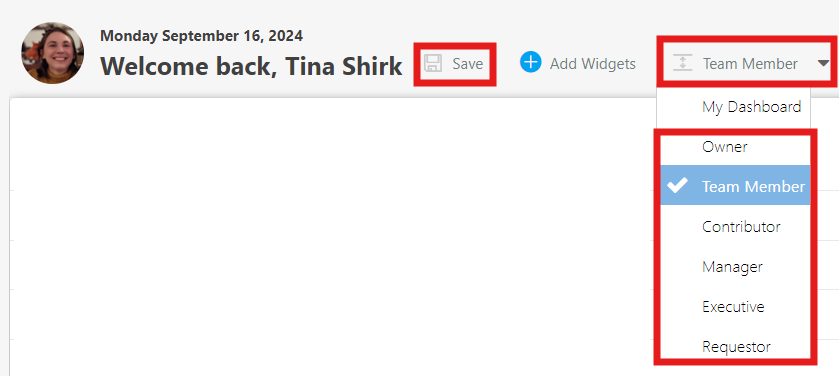 Monday September 16, 2024
Welcome back, Tina Shirk
Save
Add Widgets
Team Member
My Dashboard
Owner
Team Member
Contributor
Manager
Executive
Requestor